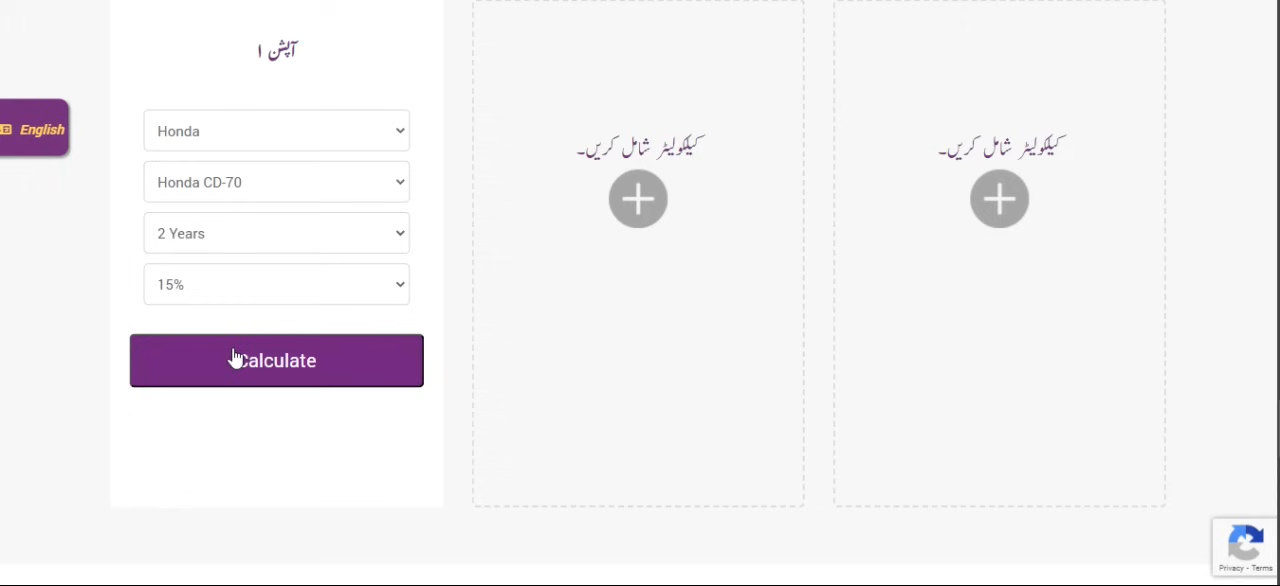 آپشن ۱
English
Honda
Honda CD-70
2 Years
15%
Calculate
کیلکولیٹر شامل کریں۔
کیلکولیٹر شامل کریں۔
Privacy - Terms